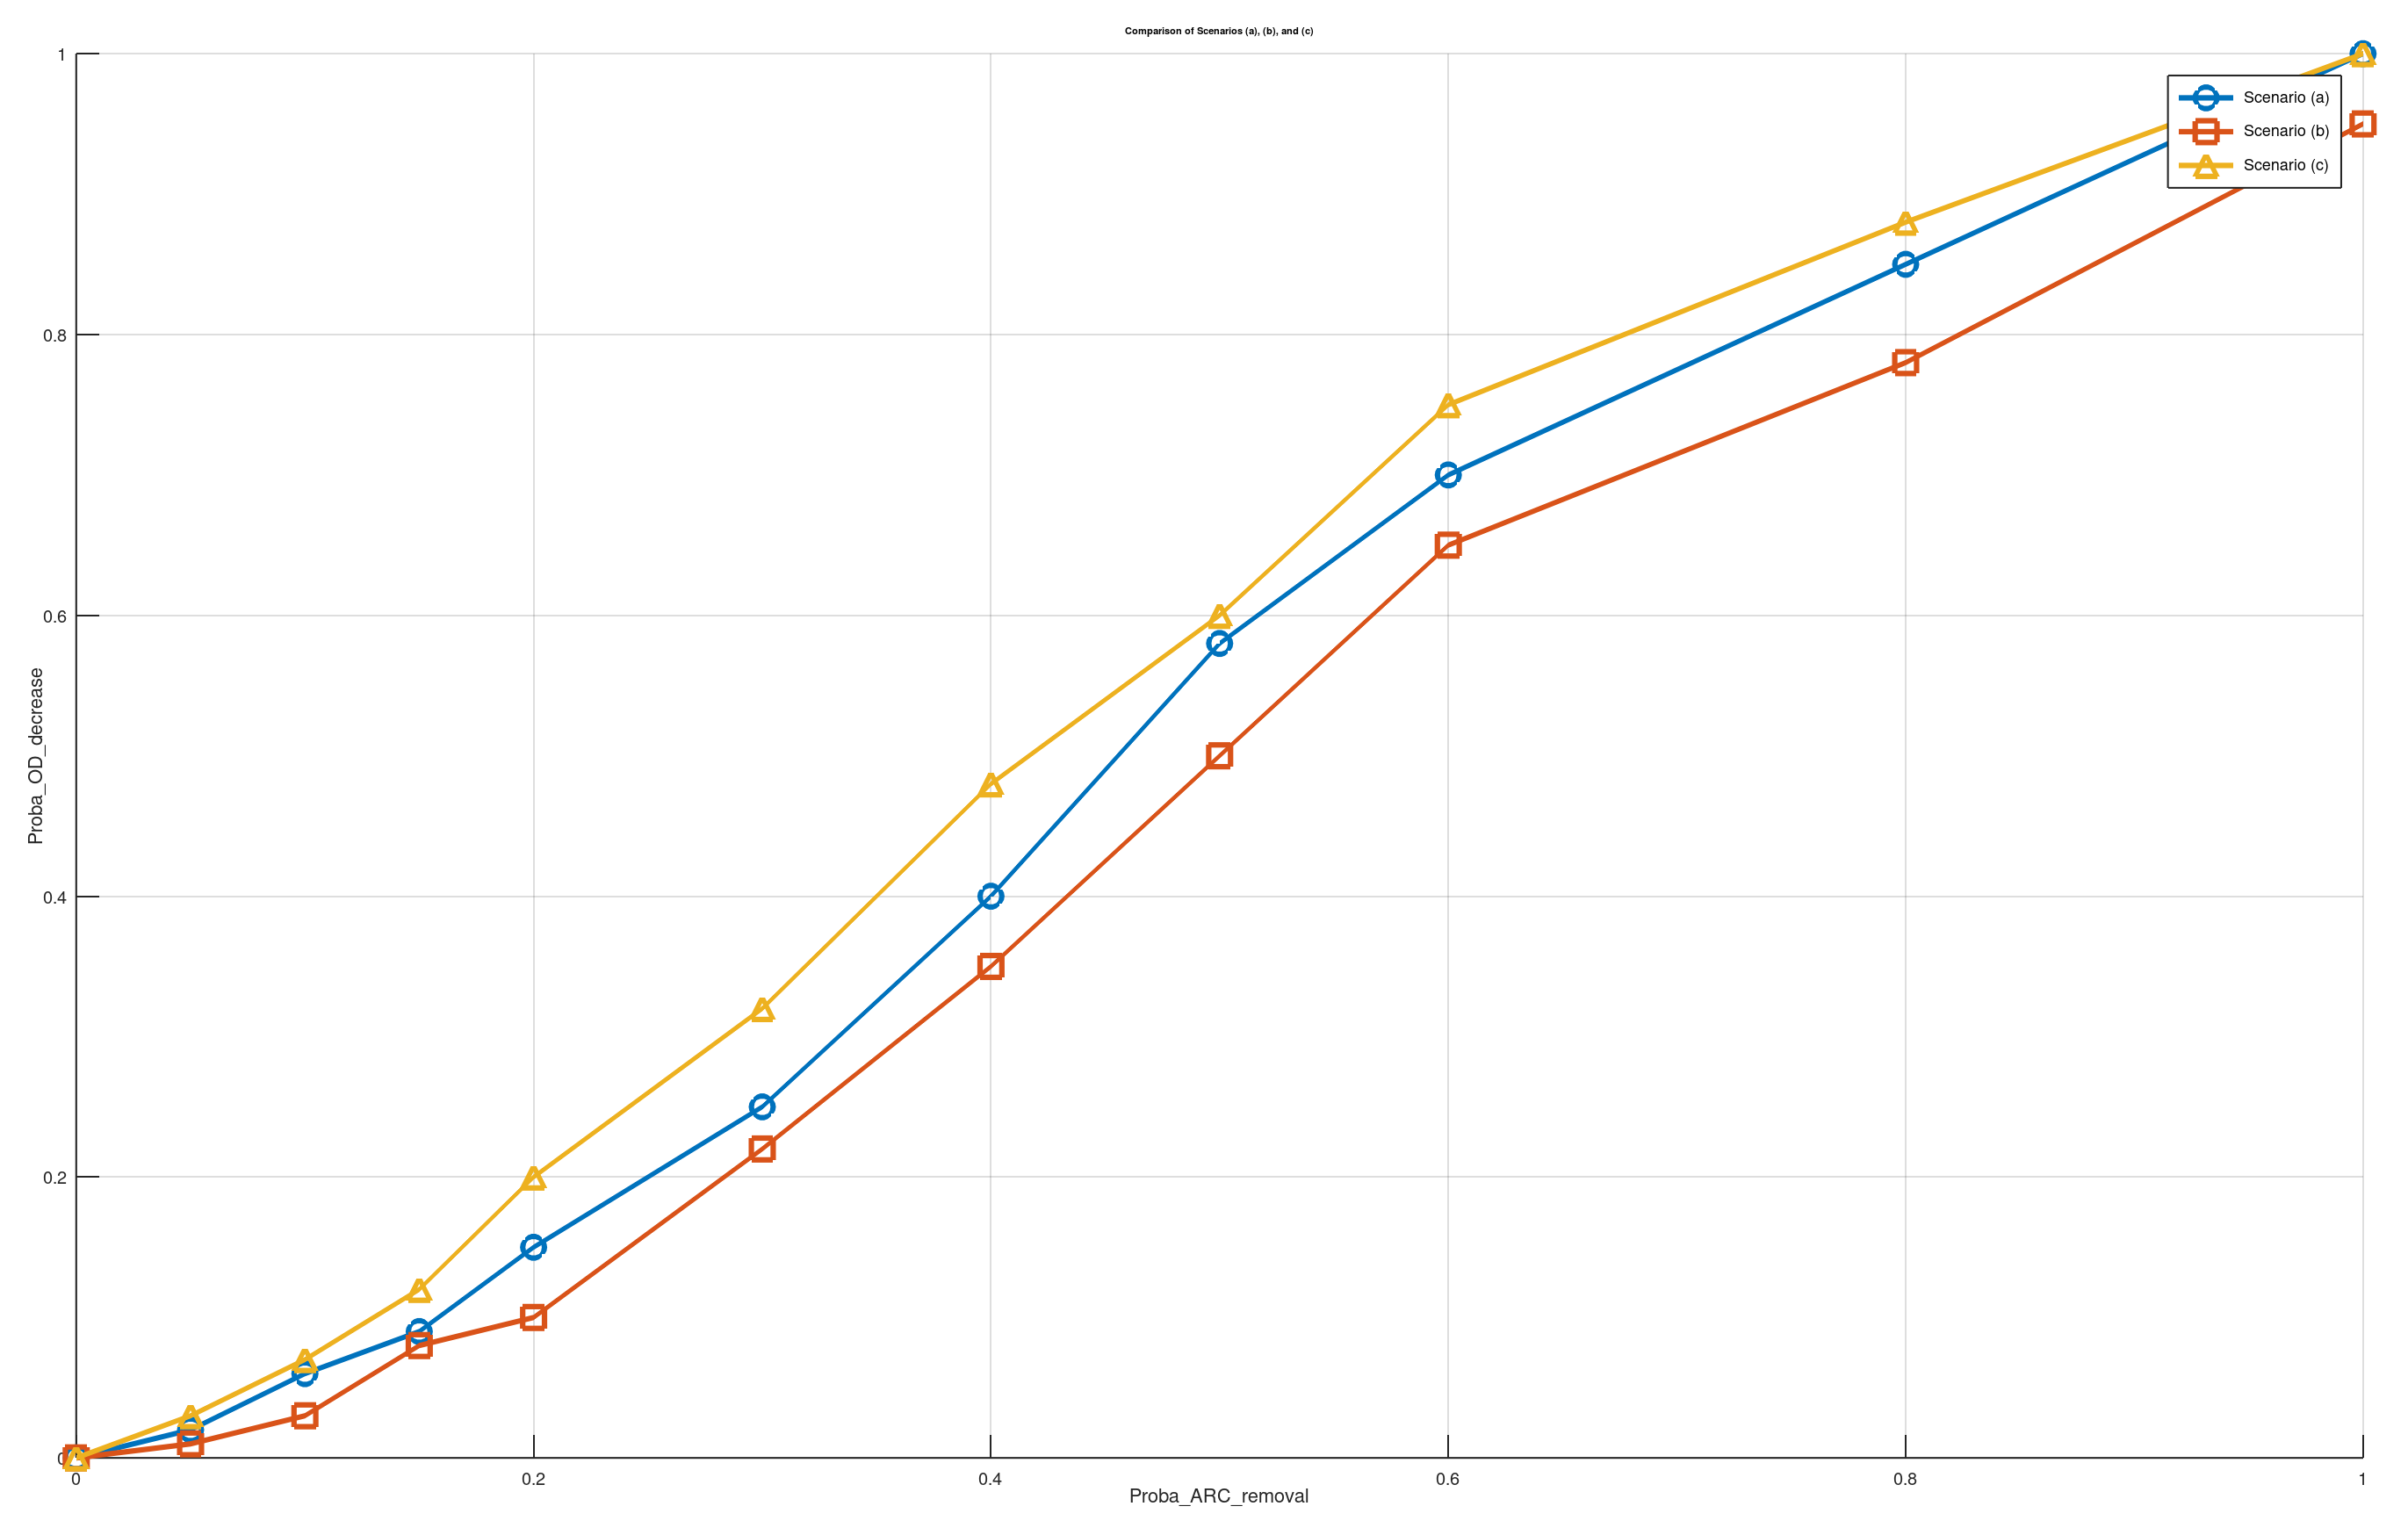 Comparison of Scenarios (a), (b), and (c)
1
0.8
0.6
0.4
0.2
0
Proba_OD_decrease
Scenario (a)
Scenario (b)
Scenario (c)
0 0.2 0.4 0.6 0.8 1
Proba_ARC_removal